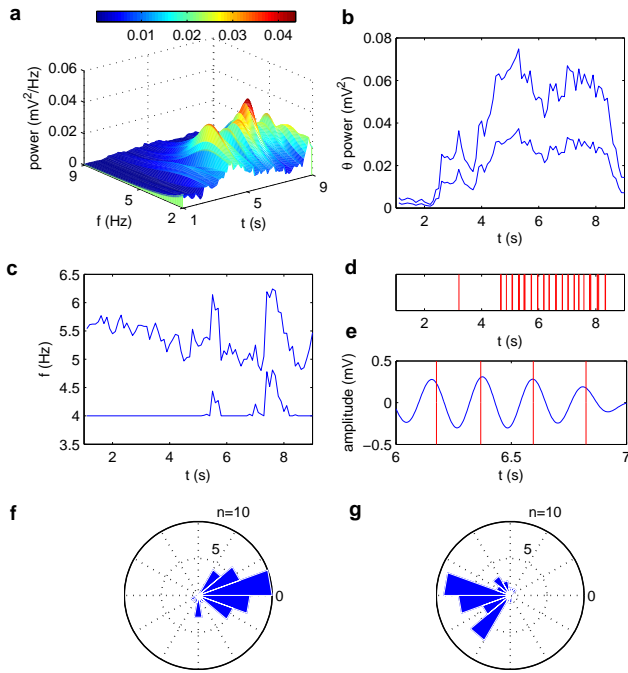 a
0.01 0.02 0.03 0.04
0.06
0.04
0.02
0
power (mV²/Hz)
9
5
2
f (Hz)
1
5
9
t (s)
b
0.08
0.06
0.04
0.02
0
θ power (mV²)
2 4 6 8
t (s)
c
6.5
6
5.5
5
4.5
4
3.5
f (Hz)
2 4 6 8
t (s)
d
2 4 6 8
t (s)
e
0.5
0
−0.5
amplitude (mV)
6 6.5 7
t (s)
f
n=10
5
0
g
n=10
5
0